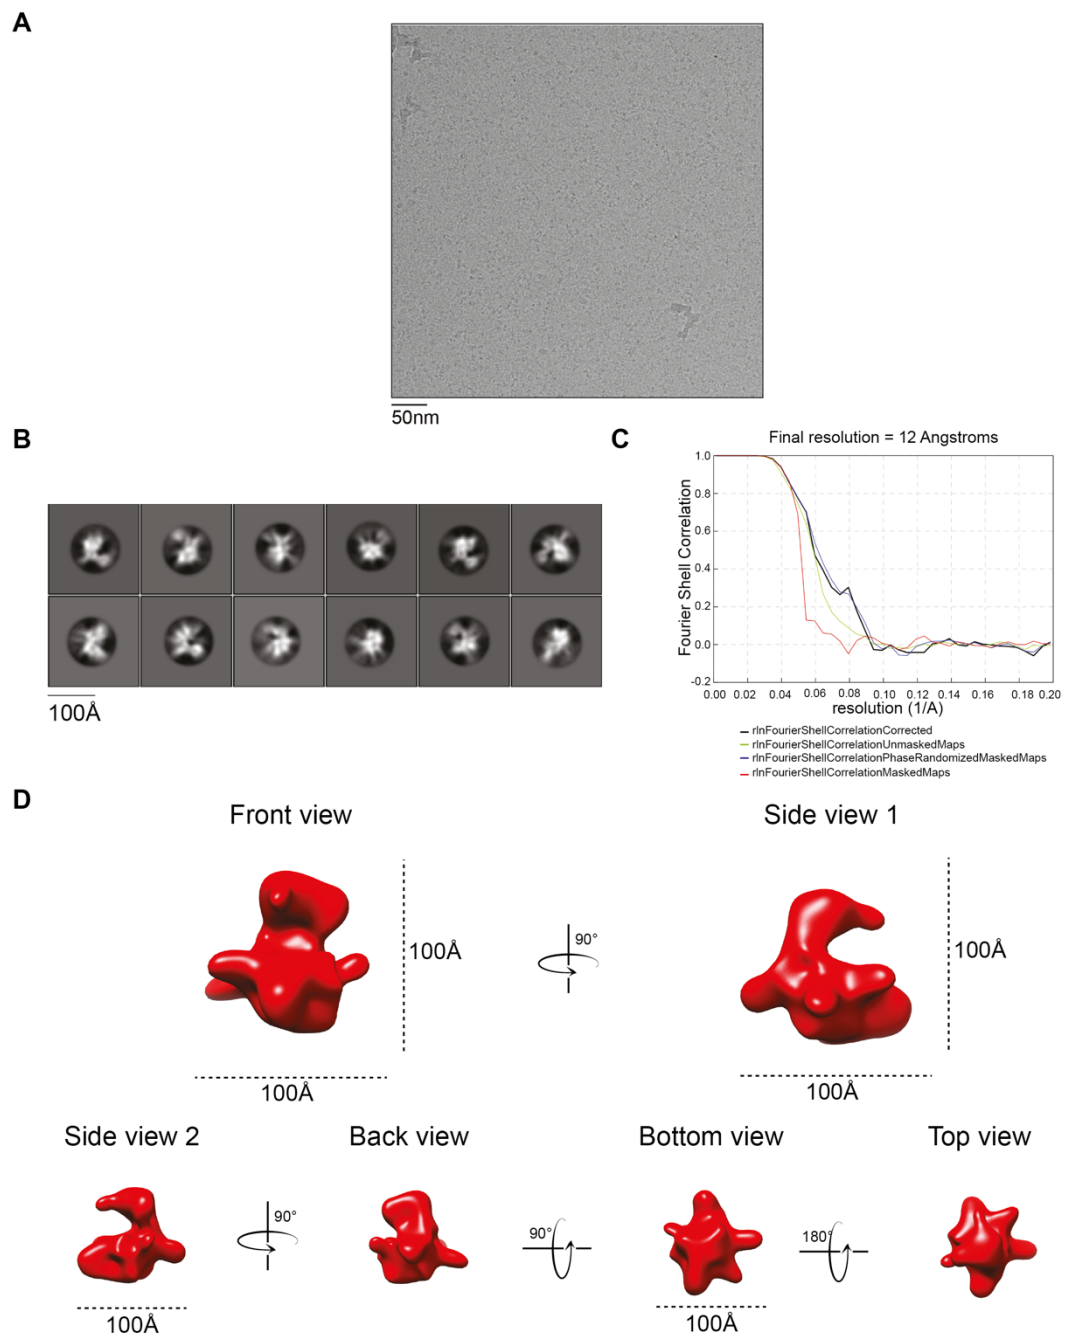 A
50nm
B
100Å
C
Final resolution = 12 Angstroms
Fourier Shell Correlation
1.0
0.8
0.6
0.4
0.2
0.0
-0.2
0.00 0.02 0.04 0.06 0.08 0.10 0.12 0.14 0.16 0.18 0.20
resolution (1/A)
rlnFourierShellCorrelationCorrected
rlnFourierShellCorrelationUnmaskedMaps
rlnFourierShellCorrelationPhaseRandomizedMaskedMaps
rlnFourierShellCorrelationMaskedMaps
D
Front view
Side view 1
100Å
90°
100Å
100Å
100Å
Side view 2
Back view
Bottom view
Top view
90°
90°
180°
100Å
100Å